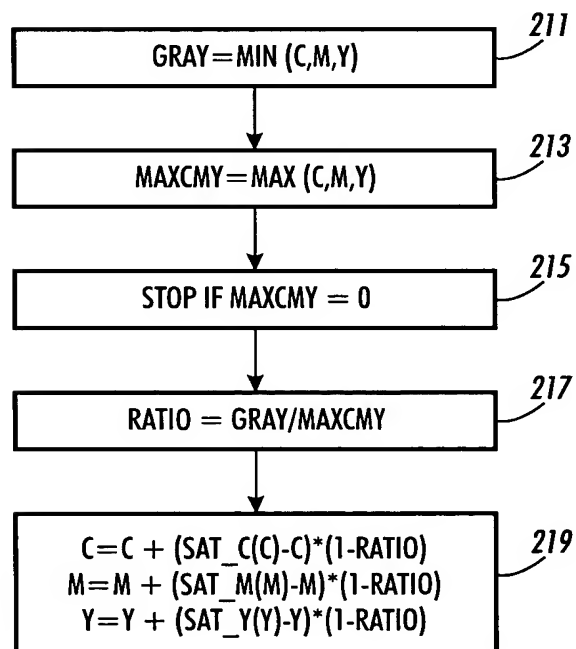 211
GRAY=MIN (C,M,Y)
213
MAXCMY=MAX (C,M,Y)
215
STOP IF MAXCMY = 0
217
RATIO = GRAY/MAXCMY
219
C=C + (SAT_C(C)-C)*(1-RATIO)
M=M + (SAT_M(M)-M)*(1-RATIO)
Y=Y + (SAT_Y(Y)-Y)*(1-RATIO)